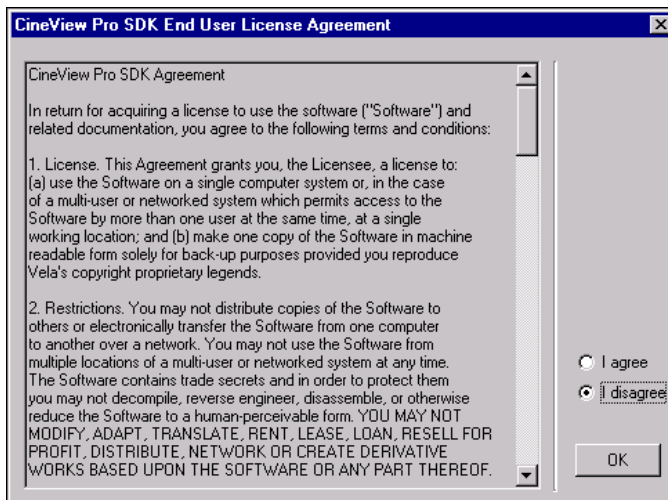 CineView Pro SDK End User License Agreement
CineView Pro SDK Agreement
In return for acquiring a license to use the software ("Software") and
related documentation, you agree to the following terms and conditions:
1. License. This Agreement grants you, the Licensee, a license to:
(a) use the Software on a single computer system or, in the case
of a multi-user or networked system which permits access to the
Software by more than one user at the same time, at a single
working location; and (b) make one copy of the Software in machine
readable form solely for back-up purposes provided you reproduce
Vela's copyright proprietary legends.
2. Restrictions. You may not distribute copies of the Software to
others or electronically transfer the Software from one computer
to another over a network. You may not use the Software from
multiple locations of a multi-user or networked system at any time.
The Software contains trade secrets and in order to protect them
you may not decompile, reverse engineer, disassemble, or otherwise
reduce the Software to a human-perceivable form. YOU MAY NOT
MODIFY, ADAPT, TRANSLATE, RENT, LEASE, LOAN, RESELL FOR
PROFIT, DISTRIBUTE, NETWORK OR CREATE DERIVATIVE
WORKS BASED UPON THE SOFTWARE OR ANY PART THEREOF.
I agree
I disagree
OK